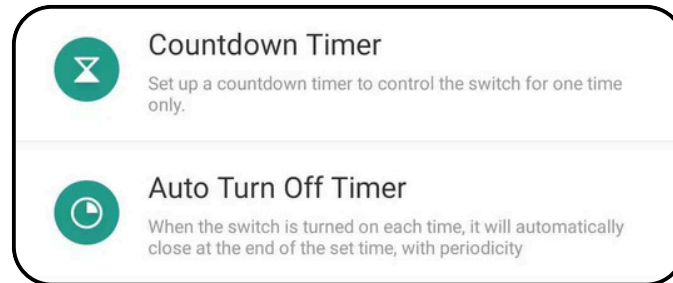 Countdown Timer
Set up a countdown timer to control the switch for one time
only.
Auto Turn Off Timer
When the switch is turned on each time, it will automatically
close at the end of the set time, with periodicity